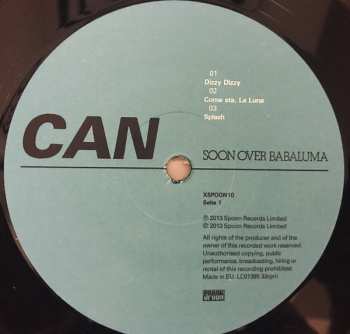 01
Dizzy Dizzy
02
Come sta, La Luna
03
Splash
CAN
SOON OVER BABALUMA
XSPOON10
Seite 1
℗ 2013 Spoon Records Limited
© 2013 Spoon Records Limited
All rights of the producer and of the
owner of this recorded work reserved.
Unauthorised copying, public
performance, broadcasting, hiring or
rental of this recording prohibited.
Made in EU. LC07395 33rpm